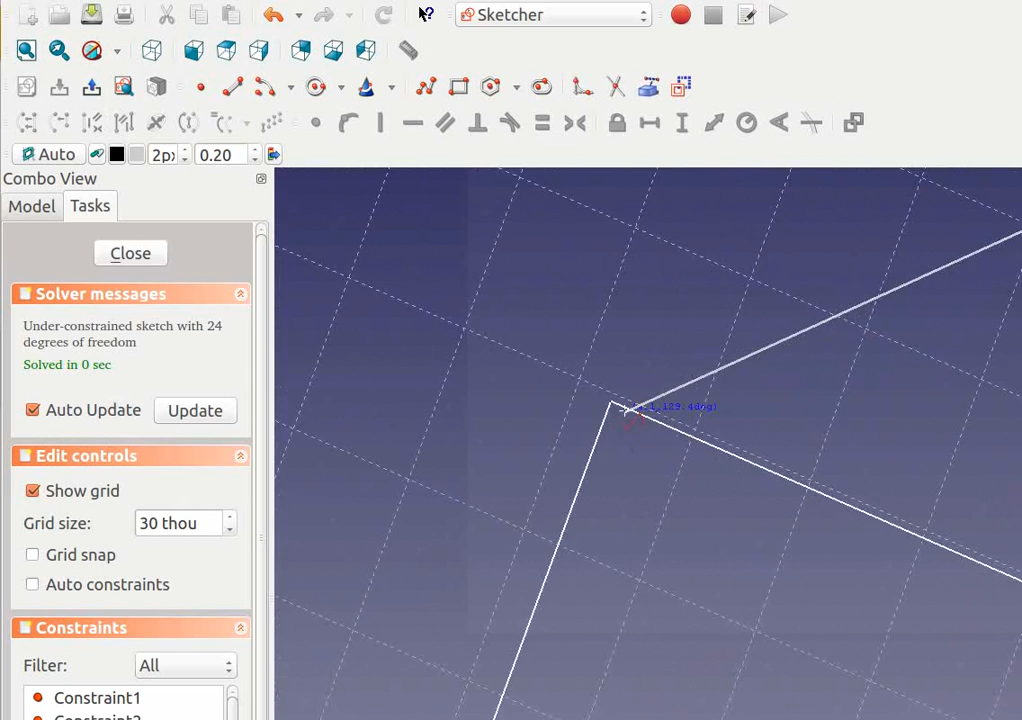 Sketcher
Auto
2px
0.20
Combo View
Model
Tasks
Close
Solver messages
Under-constrained sketch with 24
degrees of freedom
Solved in 0 sec
Auto Update
Update
Edit controls
Show grid
Grid size:
30 thou
Grid snap
Auto constraints
Constraints
Filter:
All
Constraint1